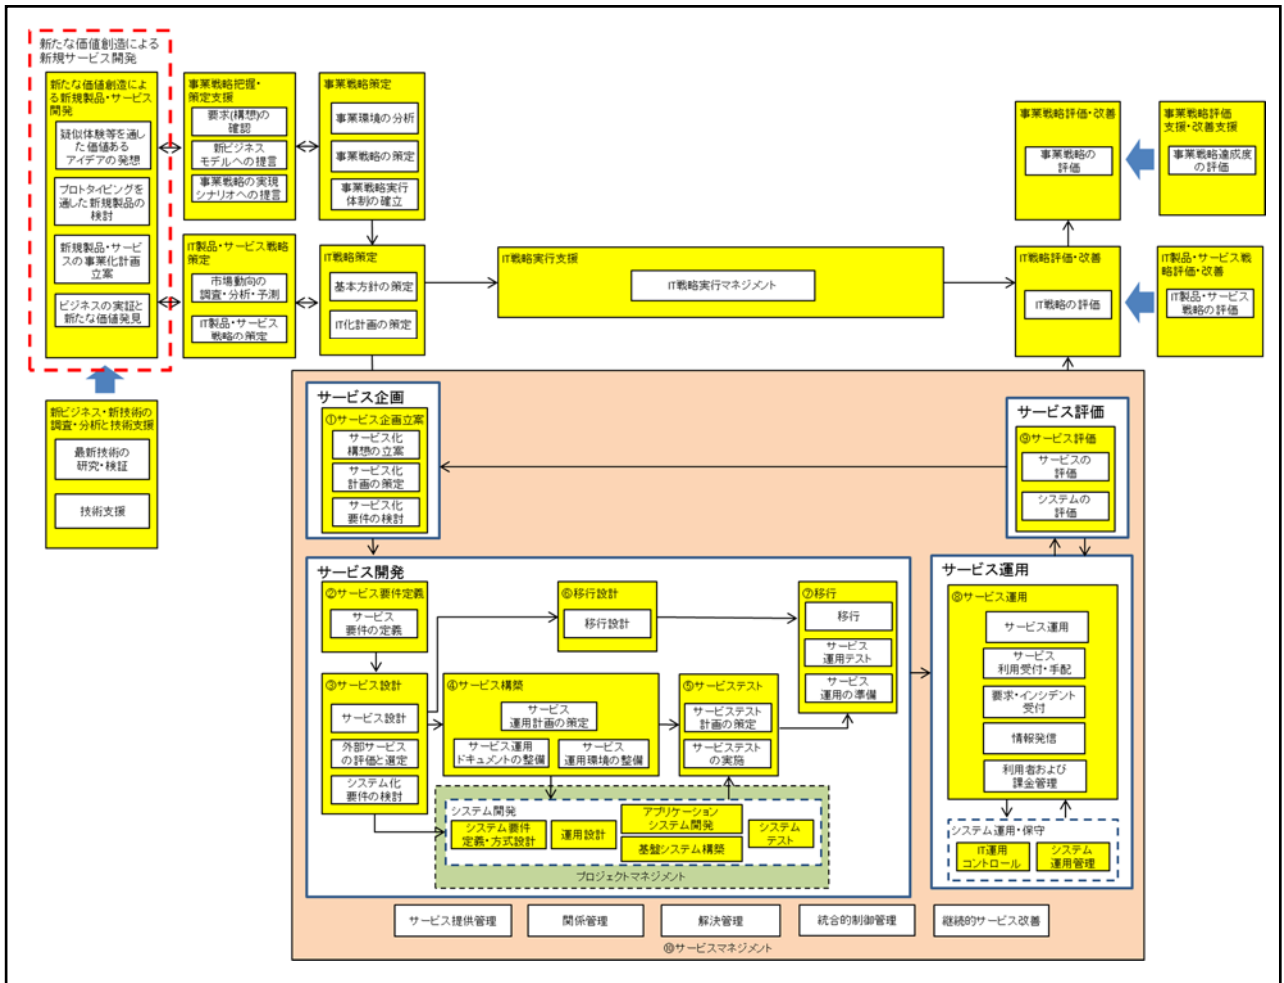 新たな価値創造による
新規サービス開発
新たな価値創造によ
る新規製品・サービス
開発
疑似体験等を通し
た価値ある
アイデアの発想
プロトタイピングを
通した新規製品の
検討
新規製品・サービ
スの事業化計画
立案
ビジネスの実証と
新たな価値発見
新ビジネス・新技術の
調査・分析と技術支援
最新技術の
研究・検証
技術支援
事業戦略把握・
策定支援
要求(構想)の
確認
新ビジネス
モデルへの提言
事業戦略の実現
シナリオへの提言
IT製品・サービス戦略
策定
市場動向の
調査・分析・予測
IT製品・サービス
戦略の策定
事業戦略策定
事業環境の分析
事業戦略の策定
事業戦略実行
体制の確立
IT戦略策定
基本方針の策定
IT化計画の策定
IT戦略実行支援
IT戦略実行マネジメント
事業戦略評価・改善
事業戦略の
評価
事業戦略評価
支援・改善支援
事業戦略達成度
の評価
IT戦略評価・改善
IT戦略の評価
IT製品・サービス戦
略評価・改善
IT製品・サービス
戦略の評価
サービス企画
①サービス企画立案
サービス化
構想の立案
サービス化
計画の策定
サービス化
要件の検討
サービス評価
⑨サービス評価
サービスの
評価
システムの
評価
サービス開発
②サービス要件定義
サービス
要件の定義
③サービス設計
サービス設計
外部サービス
の評価と選定
システム化
要件の検討
④サービス構築
サービス
運用計画の策定
サービス運用
ドキュメントの整備
サービス
運用環境の整備
⑤サービステスト
サービステスト
計画の策定
サービステスト
の実施
⑥移行設計
移行設計
⑦移行
移行
サービス
運用テスト
サービス
運用の準備
システム開発
システム要件
定義・方式設計
運用設計
アプリケーション
システム開発
基盤システム構築
システム
テスト
プロジェクトマネジメント
サービス運用
⑧サービス運用
サービス運用
サービス
利用受付・手配
要求・インシデント
受付
情報発信
利用者および
課金管理
システム運用・保守
IT運用
コントロール
システム
運用管理
サービス提供管理
関係管理
解決管理
統合的制御管理
継続的サービス改善
⑩サービスマネジメント